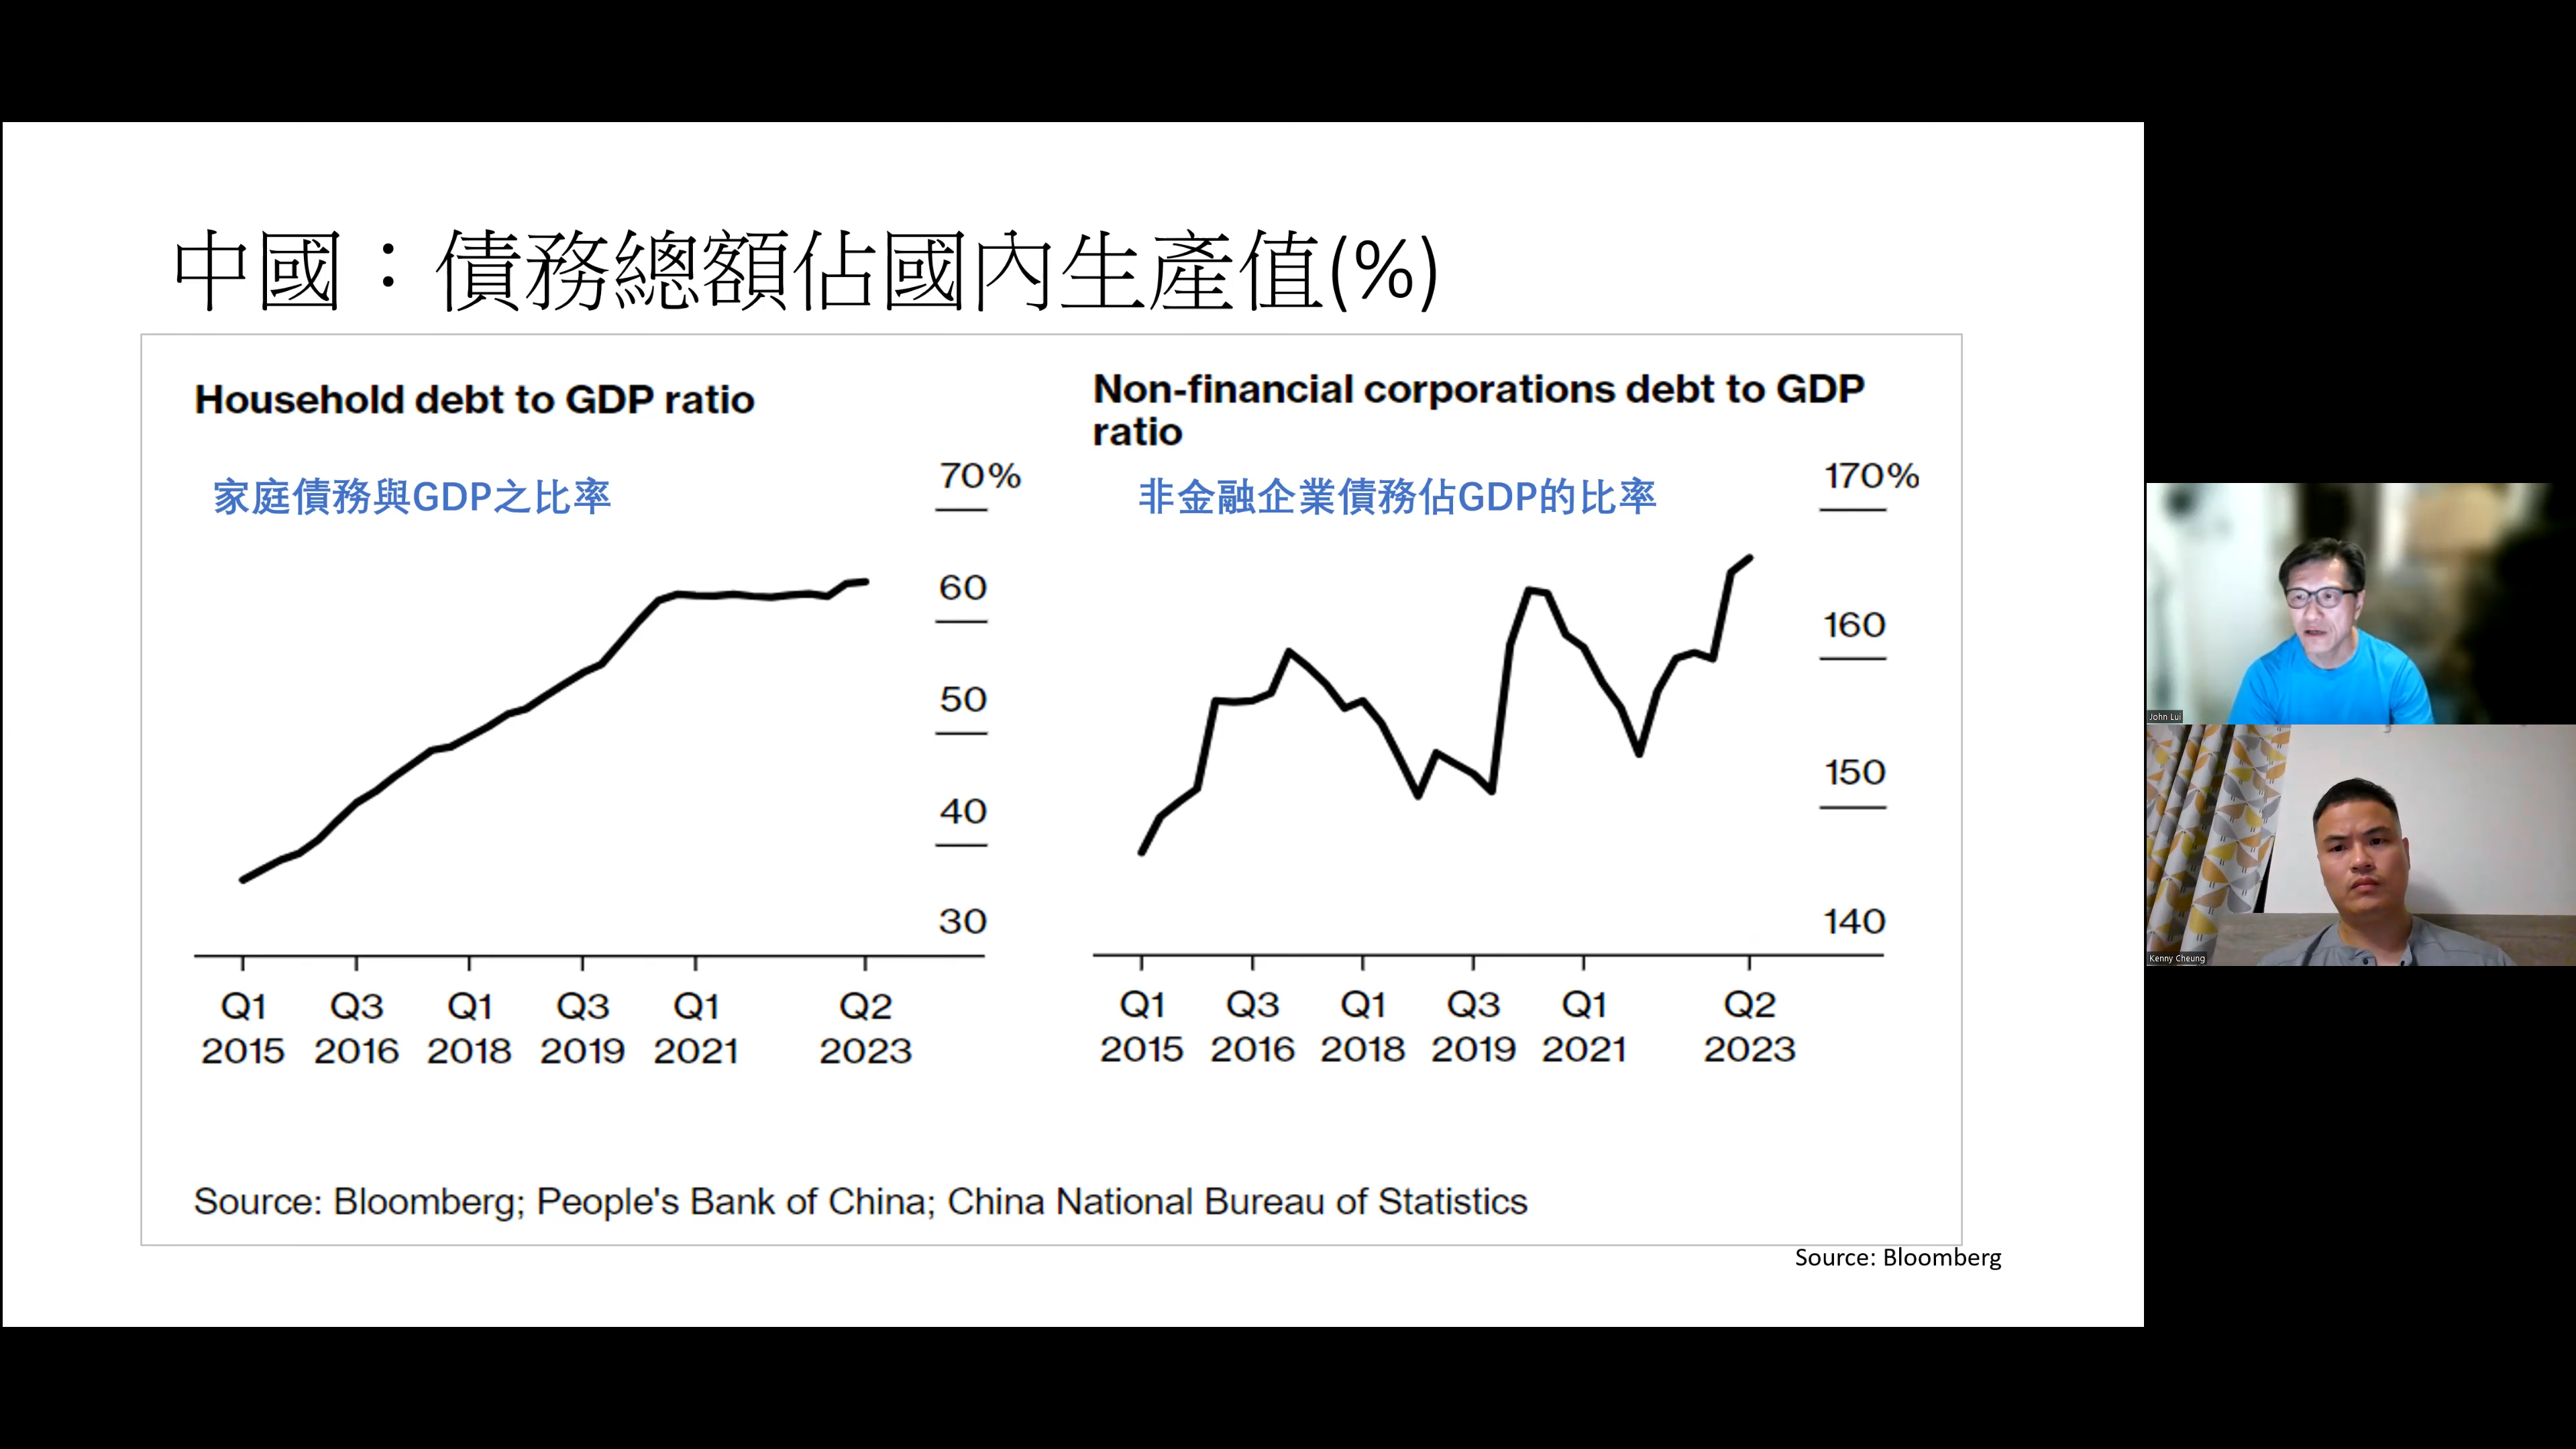 中國：債務總額佔國內生產值(%)
Household debt to GDP ratio
家庭債務與GDP之比率
70%
60
50
40
30
Q1 Q3 Q1 Q3 Q1 Q2
2015 2016 2018 2019 2021 2023
Non-financial corporations debt to GDP
ratio
非金融企業債務佔GDP的比率
170%
160
150
140
Q1 Q3 Q1 Q3 Q1 Q2
2015 2016 2018 2019 2021 2023
Source: Bloomberg; People's Bank of China; China National Bureau of Statistics
Source: Bloomberg
John Lui
Kenny Cheung